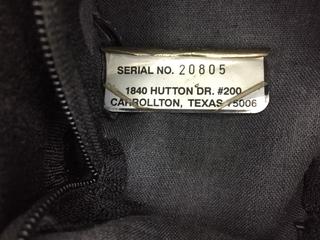 SERIAL NO. 20805
1840 HUTTON DR. #200
CARROLLTON, TEXAS 75006